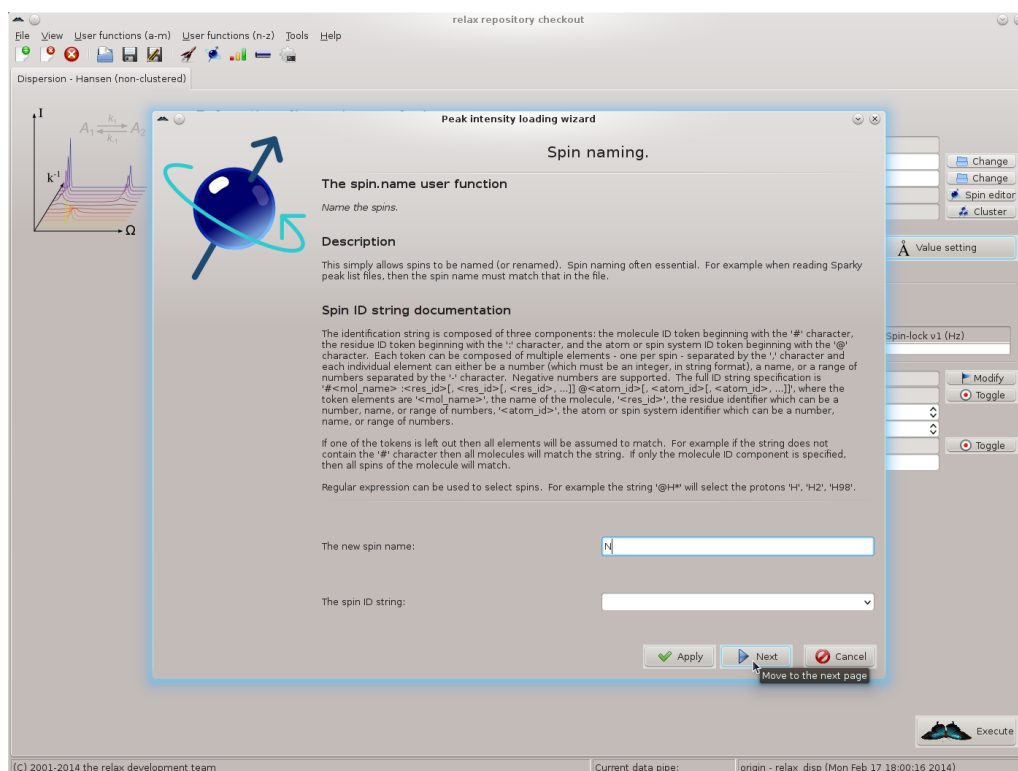 relax repository checkout
File View User functions (a-m) User functions (n-z) Tools Help
Dispersion - Hansen (non-clustered)
I
A1 k1 k-1 A2
k-1
Ω
Peak intensity loading wizard
Spin naming.
The spin.name user function
Name the spins.
Description
This simply allows spins to be named (or renamed). Spin naming often essential. For example when reading Sparky
peak list files, then the spin name must match that in the file.
Spin ID string documentation
The identification string is composed of three components: the molecule ID token beginning with the '#' character,
the residue ID token beginning with the ':' character, and the atom or spin system ID token beginning with the '@'
character. Each token can be composed of multiple elements - one per spin - separated by the ',' character and
each individual element can either be a number (which must be an integer, in string format), a name, or a range of
numbers separated by the '-' character. Negative numbers are supported. The full ID string specification is
'#<mol_name> :<res_id>[, <res_id>, ...]] @<atom_id>[, <atom_id>[, <atom_id>, ...]]', where the
token elements are '<mol_name>', the name of the molecule, '<res_id>', the residue identifier which can be a
number, name, or range of numbers, '<atom_id>', the atom or spin system identifier which can be a number,
name, or range of numbers.
If one of the tokens is left out then all elements will be assumed to match. For example if the string does not
contain the '#' character then all molecules will match the string. If only the molecule ID component is specified,
then all spins of the molecule will match.
Regular expression can be used to select spins. For example the string '@H*' will select the protons 'H', 'H2', 'H98'.
The new spin name: N
The spin ID string:
Apply Next Cancel
Move to the next page
Change
Change
Spin editor
Cluster
Å Value setting
Spin-lock ν1 (Hz)
Modify
Toggle
Toggle
Execute
(C) 2001-2014 the relax development team Current data pipe: origin - relax_disp (Mon Feb 17 18:00:16 2014)